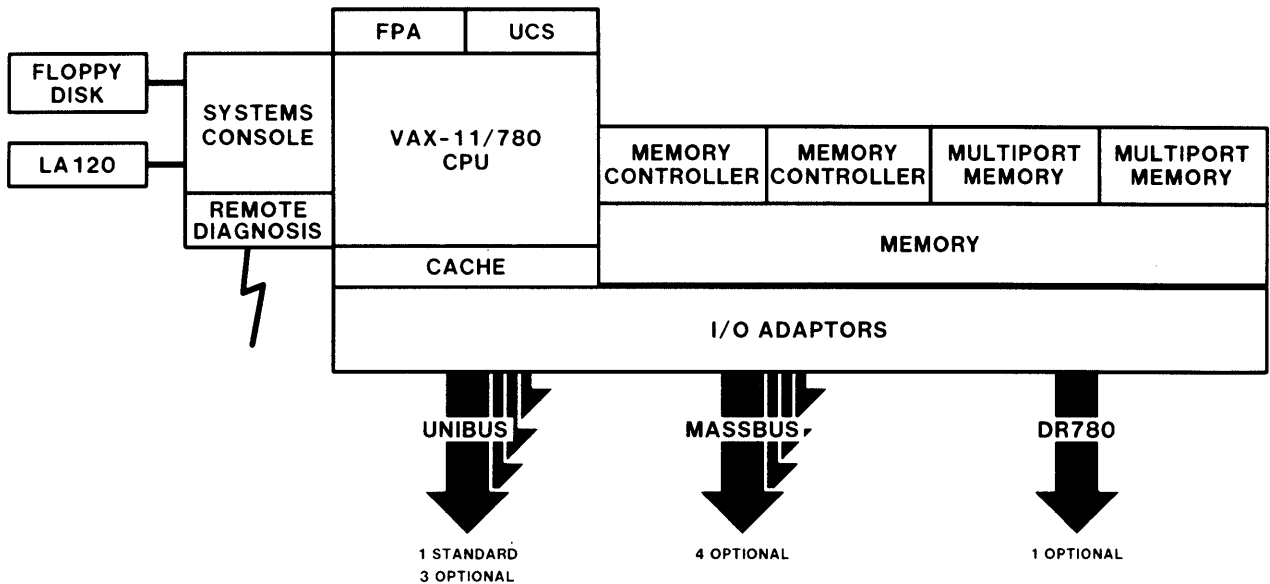 FPA
UCS
FLOPPY
DISK
SYSTEMS
CONSOLE
VAX-11/780
CPU
LA120
MEMORY
CONTROLLER
MEMORY
CONTROLLER
MULTIPORT
MEMORY
MULTIPORT
MEMORY
REMOTE
DIAGNOSIS
MEMORY
CACHE
I/O ADAPTORS
UNIBUS
MASSBUS
DR780
1 STANDARD
3 OPTIONAL
4 OPTIONAL
1 OPTIONAL